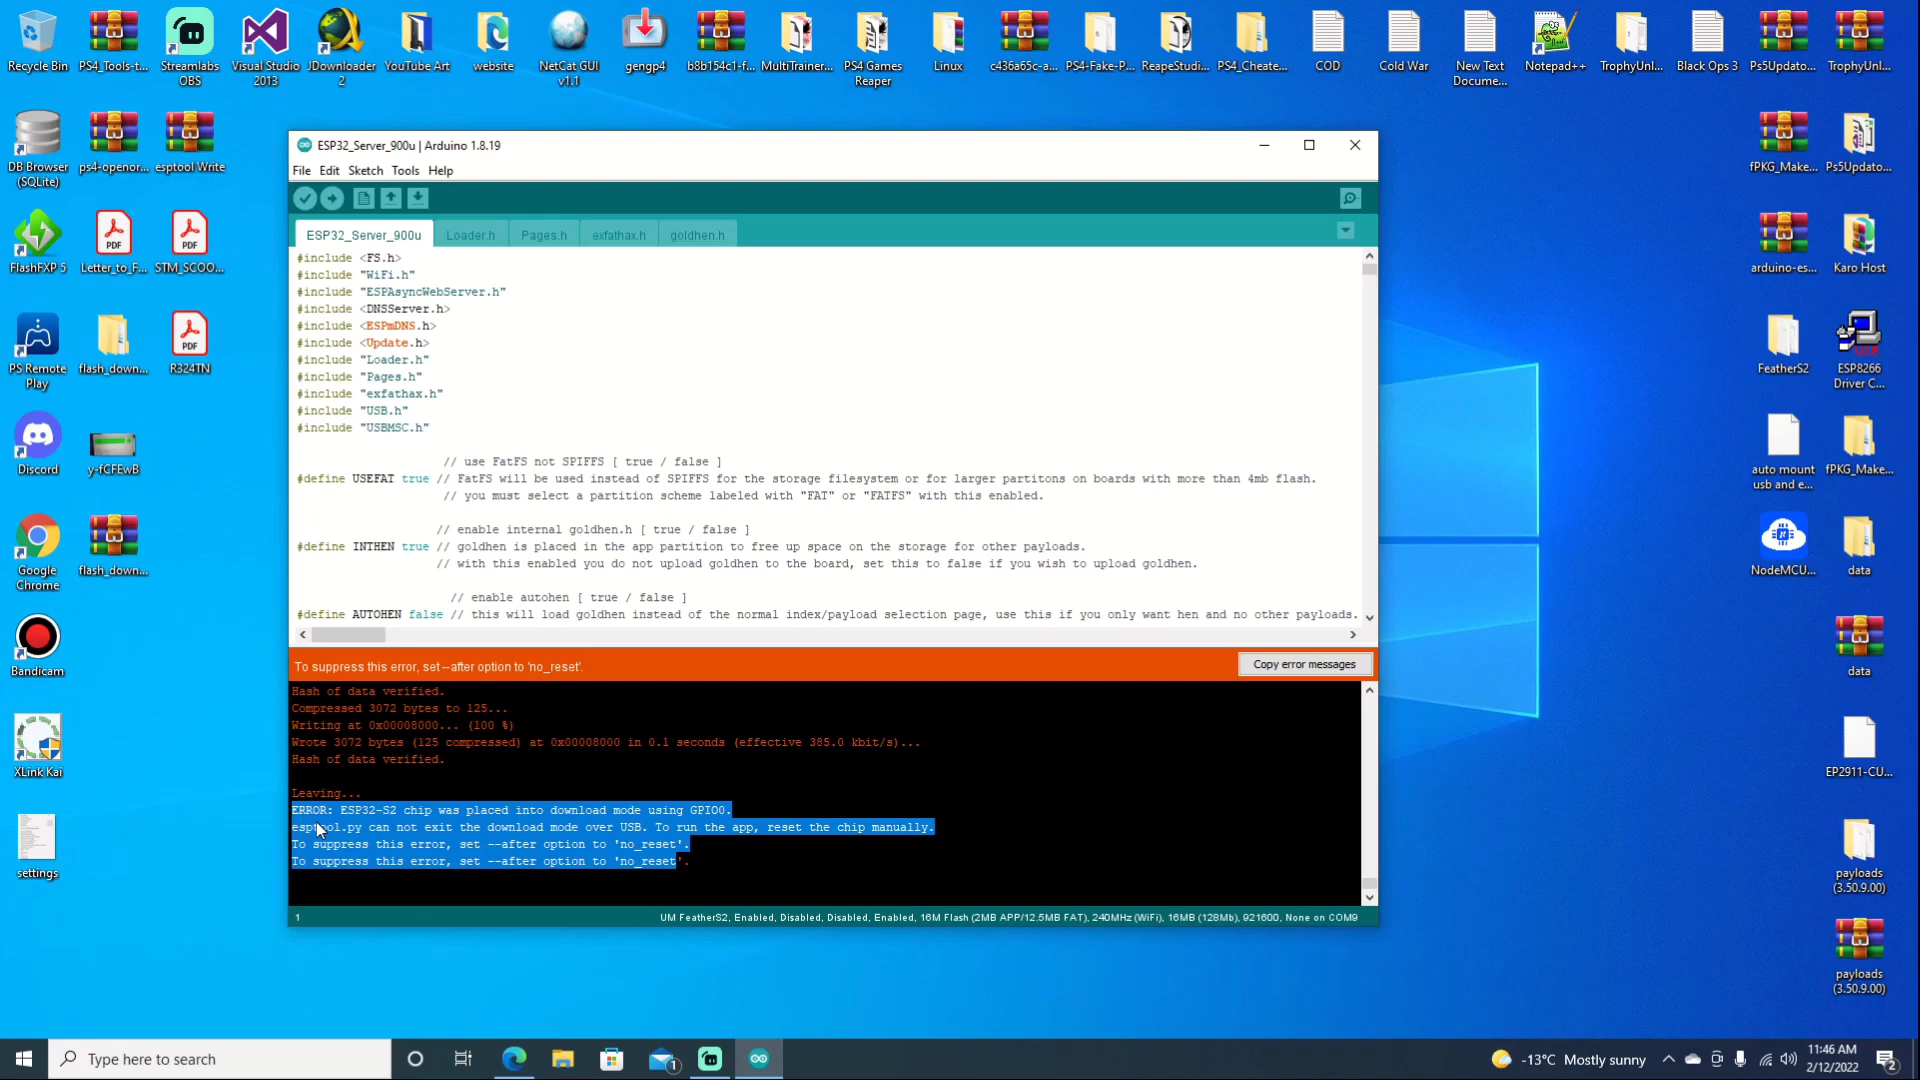 Recycle Bin
PS4_Tools-t...
Streamlabs
OBS
Visual Studio
2013
JDownloader
2
YouTube Art
website
NetCat GUI
v1.1
gengp4
b8b154c1-f...
MultiTrainer...
PS4 Games
Reaper
Linux
c436a65c-a...
PS4-Fake-P...
ReapeStudi...
PS4_Cheate...
COD
Cold War
New Text
Docume...
Notepad++
TrophyUnl...
Black Ops 3
Ps5Updato...
TrophyUnl...
DB Browser
(SQLite)
ps4-openor...
esptool Write
fPKG_Make...
Ps5Updato...
FlashFXP 5
Letter_to_F...
STM_SCOO...
arduino-es...
Karo Host
PS Remote
Play
flash_down...
R324TN
FeatherS2
ESP8266
Driver C...
Discord
y-fCFEwB
auto mount
usb and e...
fPKG_Make...
Google
Chrome
flash_down...
NodeMCU...
data
Bandicam
data
XLink Kai
EP2911-CU...
settings
payloads
(3.50.9.00)
payloads
(3.50.9.00)
ESP32_Server_900u | Arduino 1.8.19
File Edit Sketch Tools Help
ESP32_Server_900u Loader.h Pages.h exfathax.h goldhen.h
#include <FS.h>
#include "WiFi.h"
#include "ESPAsyncWebServer.h"
#include <DNSServer.h>
#include <ESPmDNS.h>
#include <Update.h>
#include "Loader.h"
#include "Pages.h"
#include "exfathax.h"
#include "USB.h"
#include "USBMSC.h"
// use FatFS not SPIFFS [ true / false ]
#define USEFAT true // FatFS will be used instead of SPIFFS for the storage filesystem or for larger partitons on boards with more than 4mb flash.
// you must select a partition scheme labeled with "FAT" or "FATFS" with this enabled.
// enable internal goldhen.h [ true / false ]
#define INTHEN true // goldhen is placed in the app partition to free up space on the storage for other payloads.
// with this enabled you do not upload goldhen to the board, set this to false if you wish to upload goldhen.
// enable autohen [ true / false ]
#define AUTOHEN false // this will load goldhen instead of the normal index/payload selection page, use this if you only want hen and no other payloads.
To suppress this error, set --after option to 'no_reset'.
Copy error messages
Hash of data verified.
Compressed 3072 bytes to 125...
Writing at 0x00008000... (100 %)
Wrote 3072 bytes (125 compressed) at 0x00008000 in 0.1 seconds (effective 385.0 kbit/s)...
Hash of data verified.
Leaving...
ERROR: ESP32-S2 chip was placed into download mode using GPIO0.
esptool.py can not exit the download mode over USB. To run the app, reset the chip manually.
To suppress this error, set --after option to 'no_reset'.
To suppress this error, set --after option to 'no_reset'.
1
UM FeatherS2, Enabled, Disabled, Disabled, Enabled, 16M Flash (2MB APP/12.5MB FAT), 240MHz (WiFi), 16MB (128Mb), 921600, None on COM9
Type here to search
1
-13°C Mostly sunny
11:46 AM
2/12/2022
2